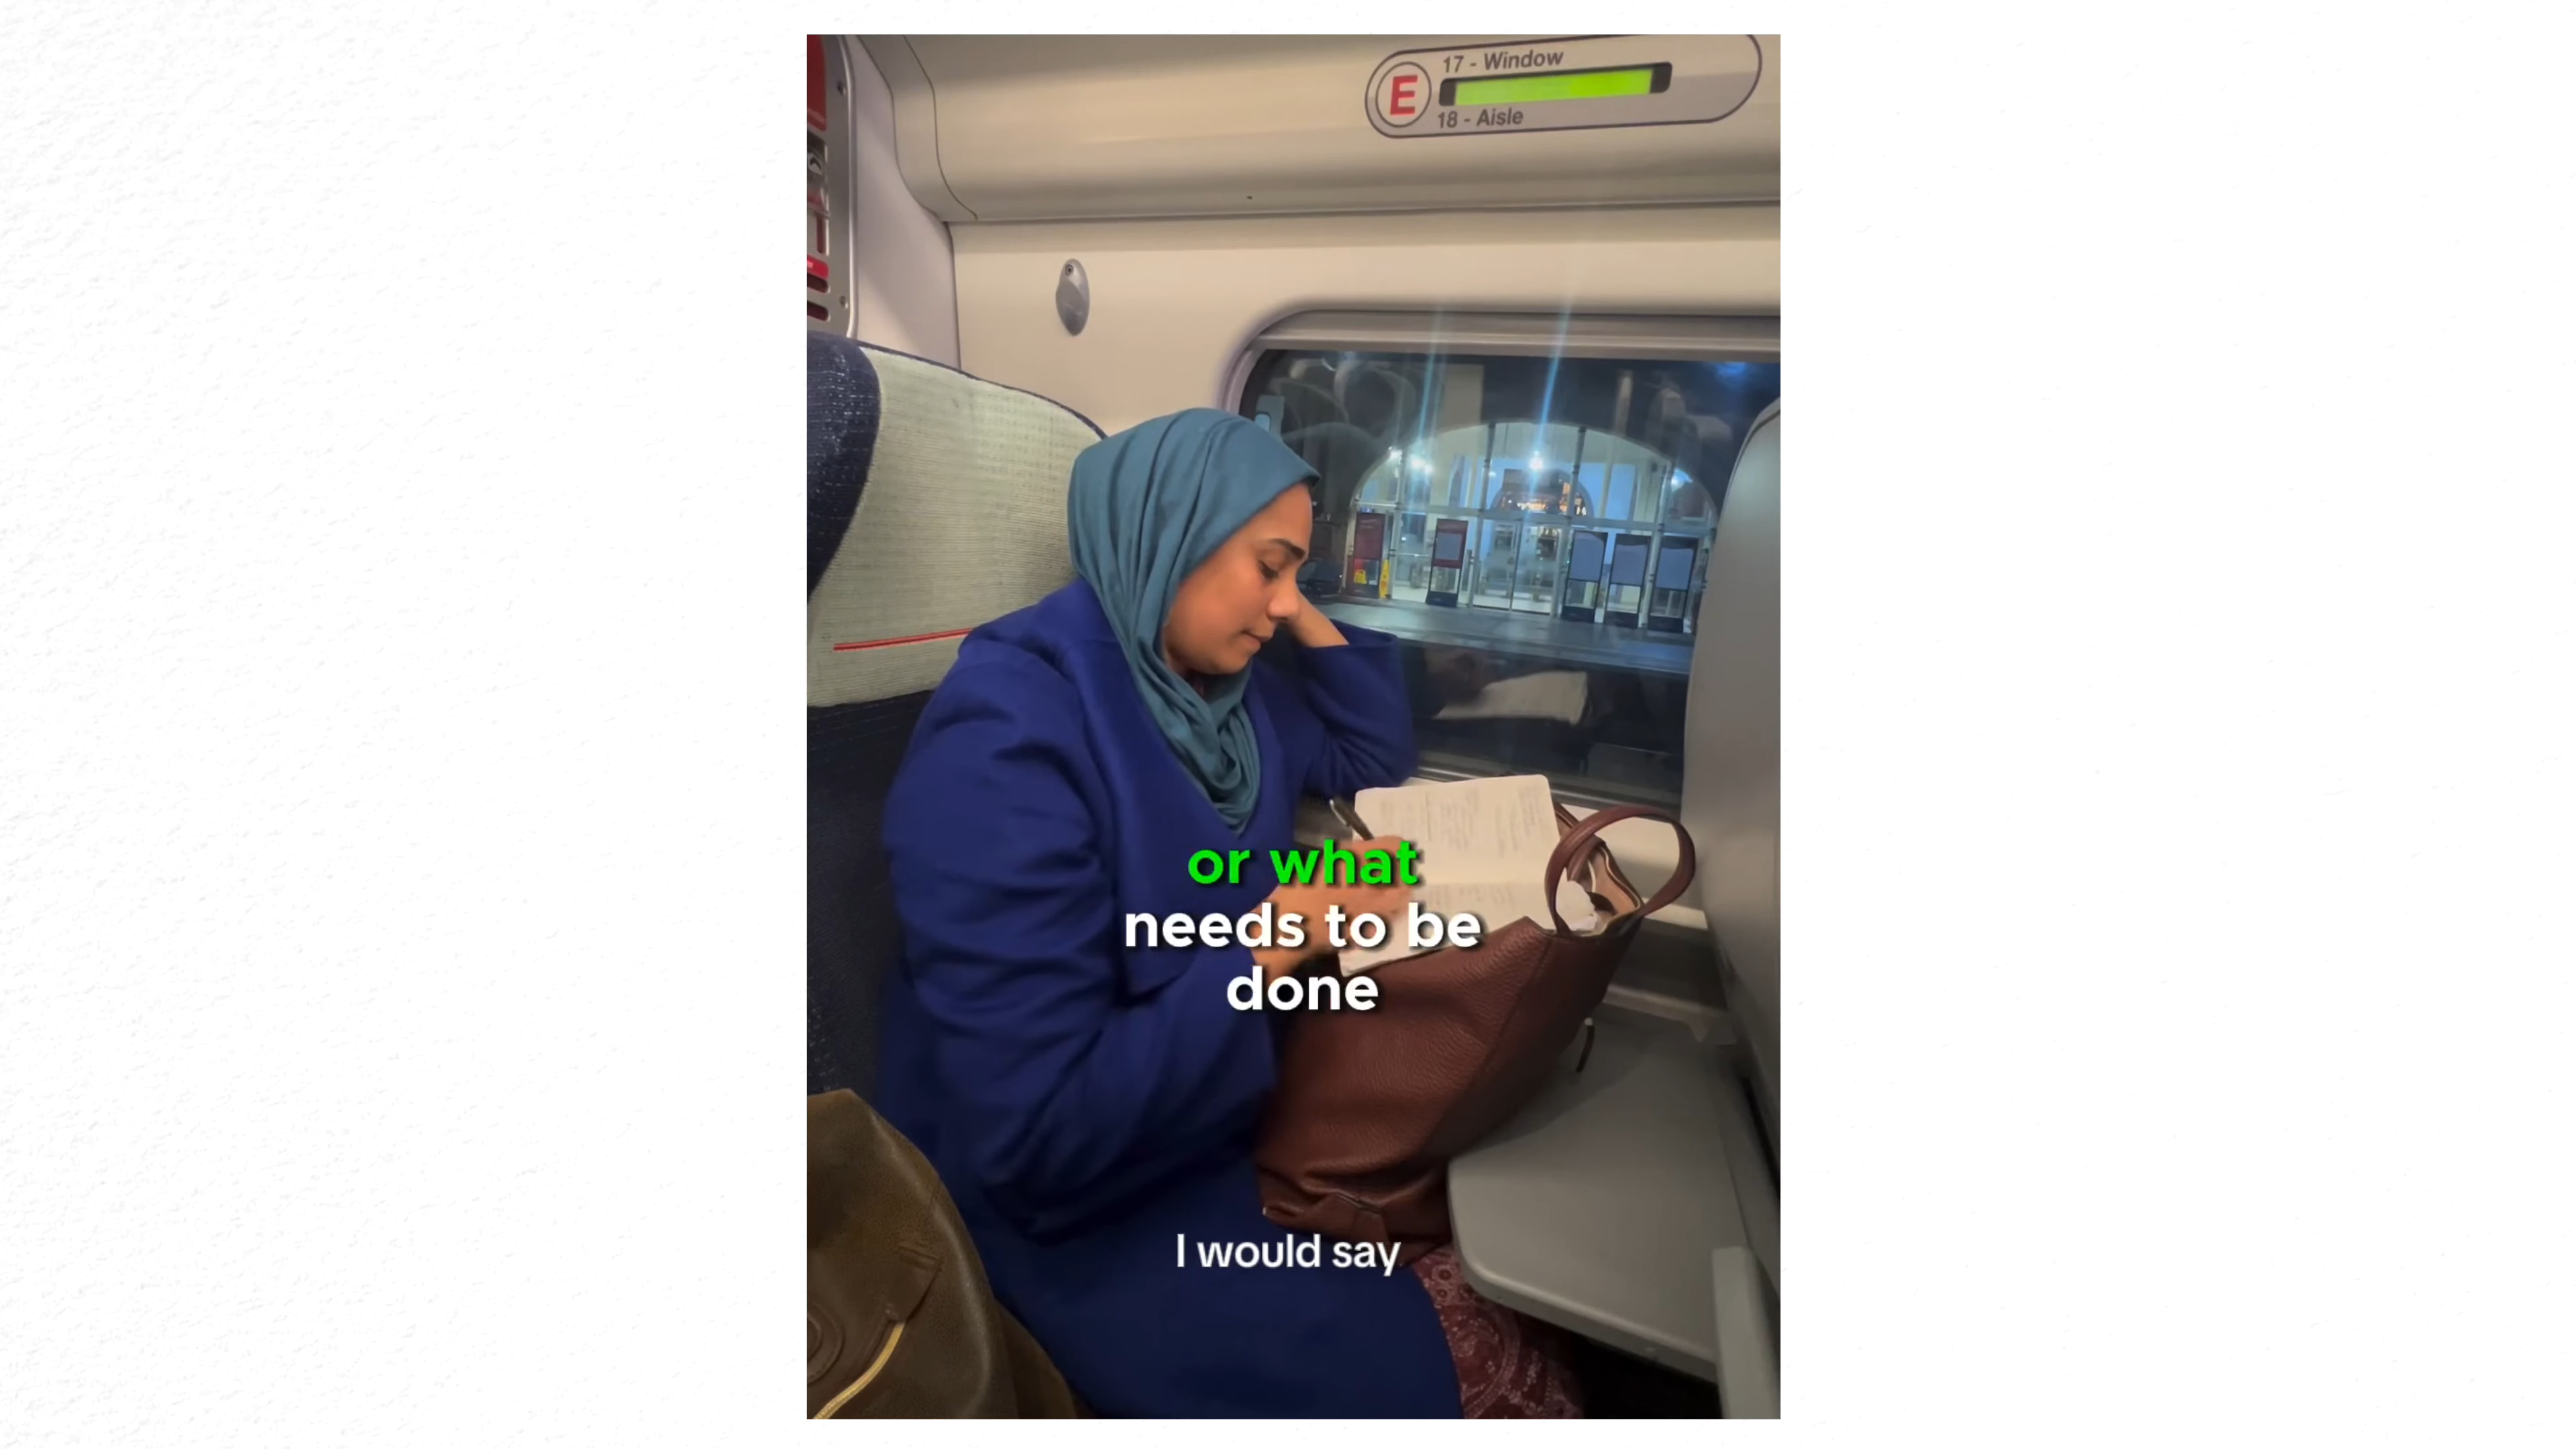 17 - Window
E
18 - Aisle
or what
needs to be
done
I would say